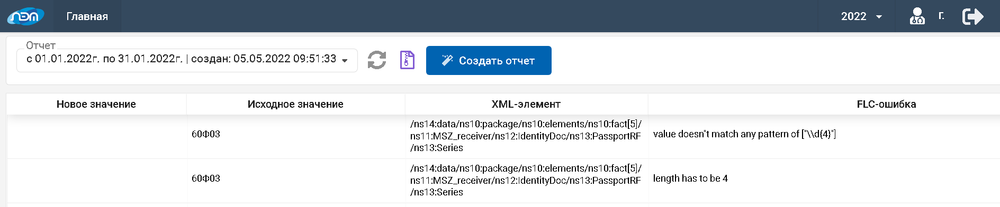 лэм
Главная
2022
Г.
Отчет
с 01.01.2022г. по 31.01.2022г. | создан: 05.05.2022 09:51:33
Создать отчет
Новое значение
Исходное значение
XML-элемент
FLC-ошибка
60Ф03
/ns14:data/ns10:package/ns10:elements/ns10:fact[5]/
ns11:MSZ_receiver/ns12:IdentityDoc/ns13:PassportRF
/ns13:Series
value doesn"t match any pattern of ["\\d{4}"]
60Ф03
/ns14:data/ns10:package/ns10:elements/ns10:fact[5]/
ns11:MSZ_receiver/ns12:IdentityDoc/ns13:PassportRF
/ns13:Series
length has to be 4